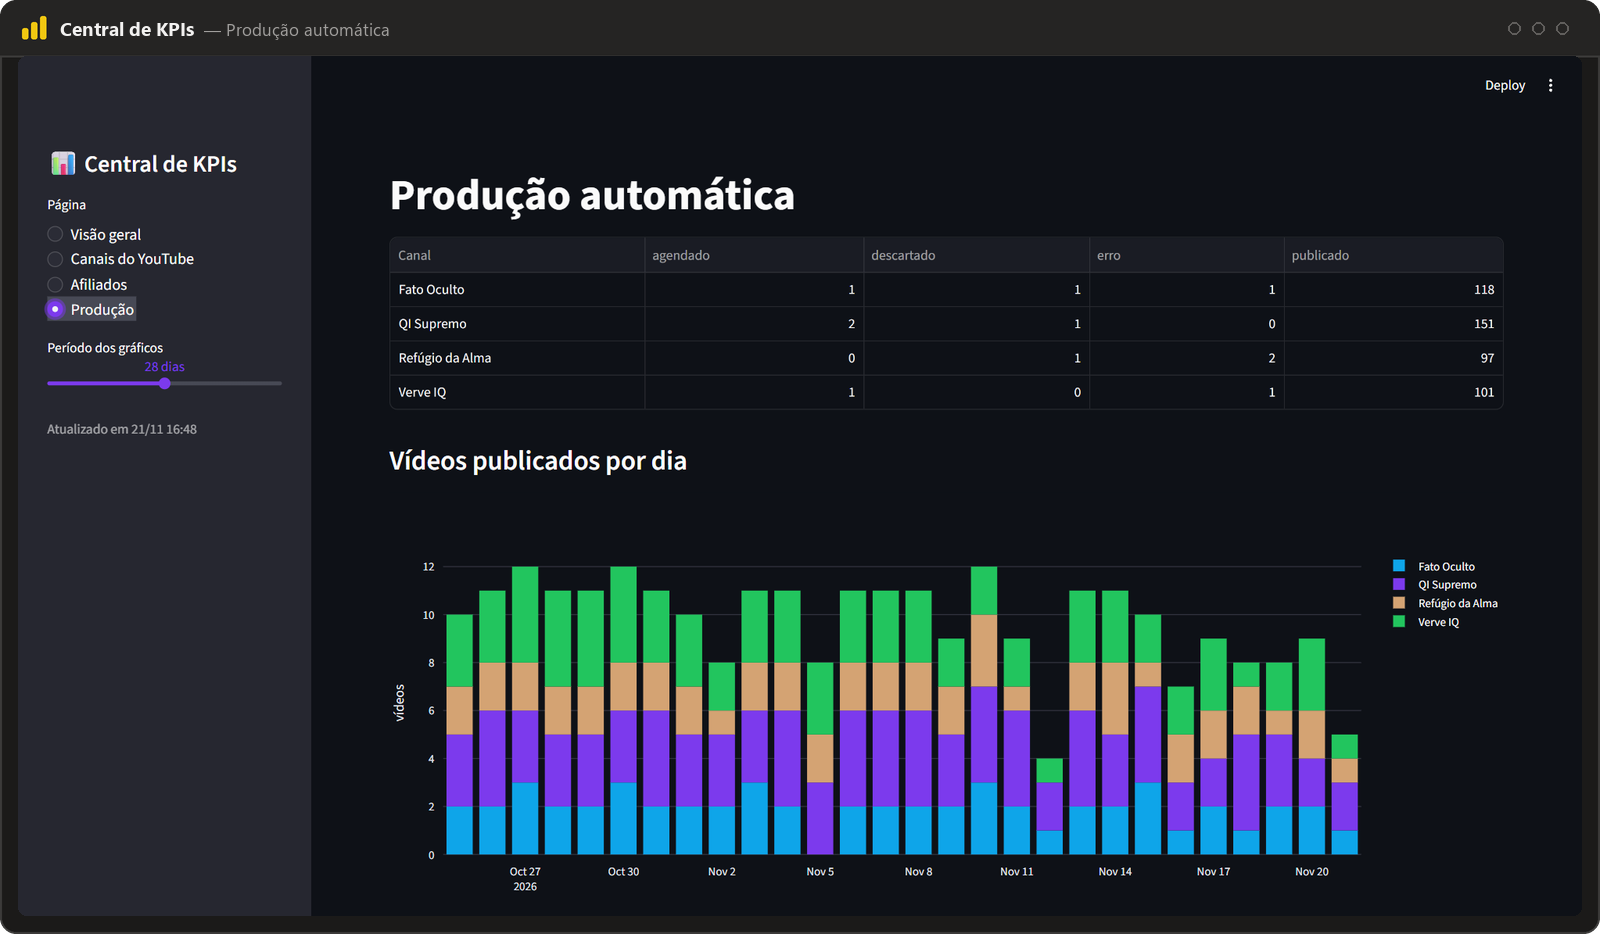 Central de KPIs — Produção automática
Deploy
Central de KPIs
Página
Visão geral
Canais do YouTube
Afiliados
Produção
Período dos gráficos
28 dias
Atualizado em 21/11 16:48
Produção automática
Canal agendado descartado erro publicado
Fato Oculto 1 1 1 118
QI Supremo 2 1 0 151
Refúgio da Alma 0 1 2 97
Verve IQ 1 0 1 101
Vídeos publicados por dia
vídeos
12
10
8
6
4
2
0
Oct 27 Oct 30 Nov 2 Nov 5 Nov 8 Nov 11 Nov 14 Nov 17 Nov 20
2026
Fato Oculto
QI Supremo
Refúgio da Alma
Verve IQ